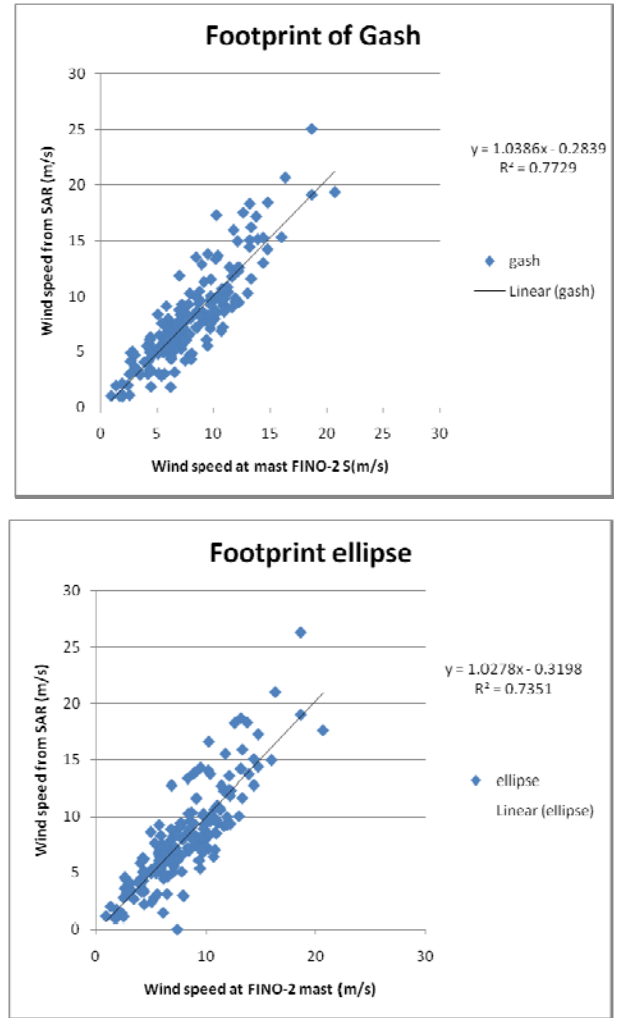 Footprint of Gash
30
25
20
15
10
5
0
0 5 10 15 20 25 30
Wind speed from SAR (m/s)
Wind speed at mast FINO-2 S(m/s)
y = 1.0386x - 0.2839
R² = 0.7729
gash
Linear (gash)
Footprint ellipse
30
25
20
15
10
5
0
0 10 20 30
Wind speed from SAR (m/s)
Wind speed at FINO-2 mast (m/s)
y = 1.0278x - 0.3198
R² = 0.7351
ellipse
Linear (ellipse)